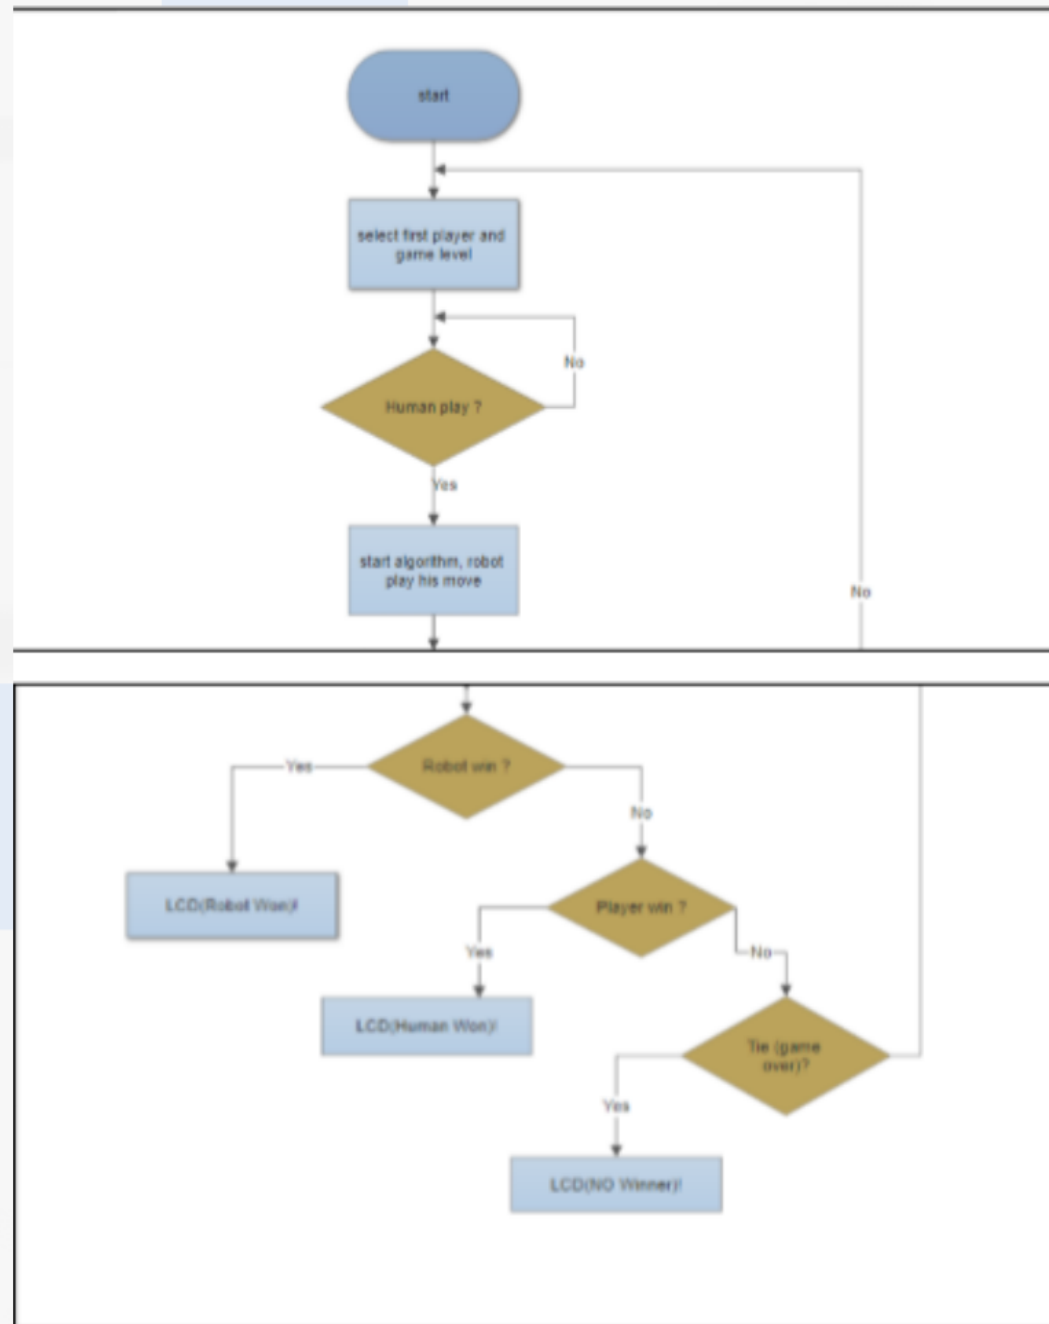 start
select first player and
game level
No
Human play ?
Yes
start algorithm, robot
play his move
No
Robot win ?
Yes
No
LCD(Robot Won)!
Player win ?
Yes
No
LCD(Human Won)!
Tie (game
over)?
Yes
LCD(NO Winner)!